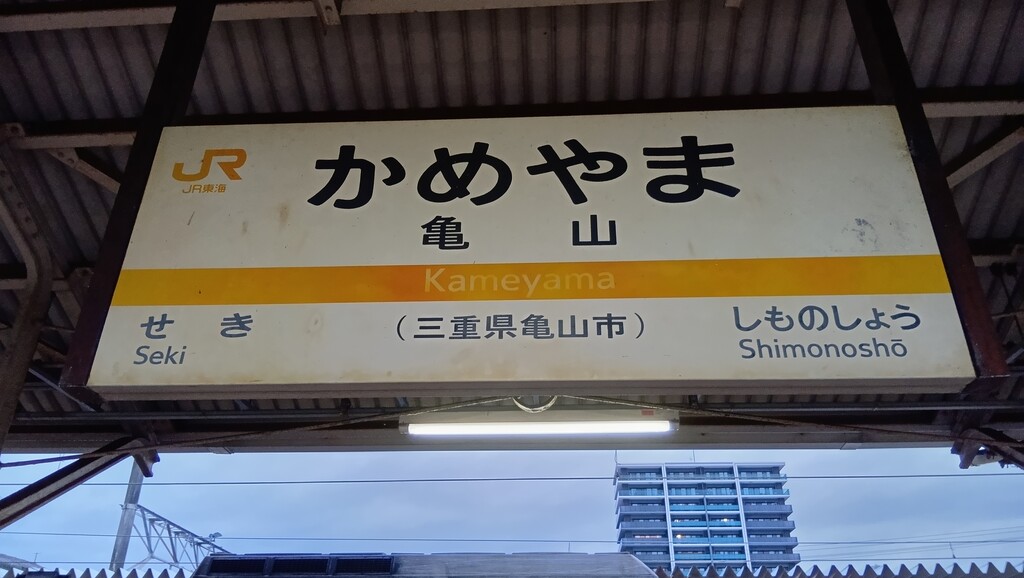 JR
JR東海
かめやま
亀山
Kameyama
せき
Seki
(三重県亀山市)
しものしょう
Shimonoshō